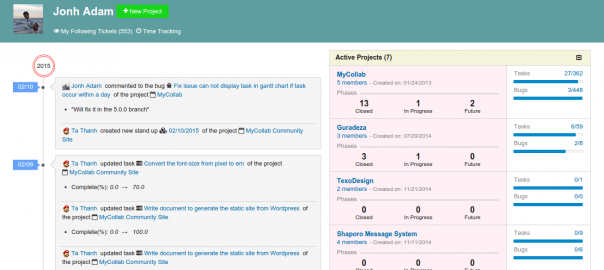 Jonh Adam + New Project
My Following Tickets (553) Time Tracking
2015
02/10
Jonh Adam commented to the bug Fix issue can not display task in gantt chart if task
occur within a day of the project MyCollab
"Will fix it in the 5.0.0 branch"
Ta Thanh created new stand up 02/10/2015 of the project MyCollab Community
Site
02/09
Ta Thanh updated task Convert the font-size from pixel to em of the project
MyCollab Community Site
Complete(%): 0.0 → 70.0
Ta Thanh updated task Write document to generate the static site from Wordpress of
the project MyCollab Community Site
Complete(%): 0.0 → 100.0
Ta Thanh updated task Write document to generate the static site from Wordpress of
the project MyCollab Community Site
Active Projects (7)
MyCollab
5 members - Created on: 01/24/2013
Phases
13 1 2
Closed In Progress Future
Tasks 27/362
Bugs 3/448
Guradeza
3 members - Created on: 07/29/2014
Phases
3 1 0
Closed In Progress Future
Tasks 6/59
Bugs 2/8
TexoDesign
2 members - Created on: 11/21/2014
Phases
0 0 0
Closed In Progress Future
Tasks 0/1
Bugs 0/0
Shaporo Message System
4 members - Created on: 11/11/2014
Phases
0 0 0
Tasks 0/9
Bugs 0/6